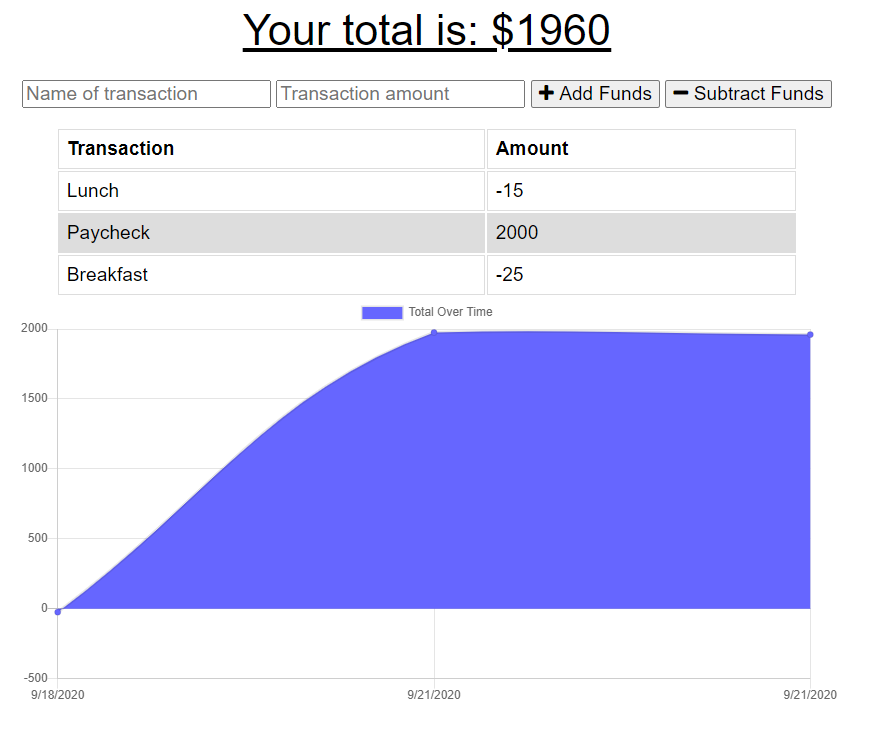 Your total is: $1960
Name of transaction Transaction amount Add Funds Subtract Funds
Transaction Amount
Lunch -15
Paycheck 2000
Breakfast -25
Total Over Time
2000
1500
1000
500
0
-500
9/18/2020 9/21/2020 9/21/2020